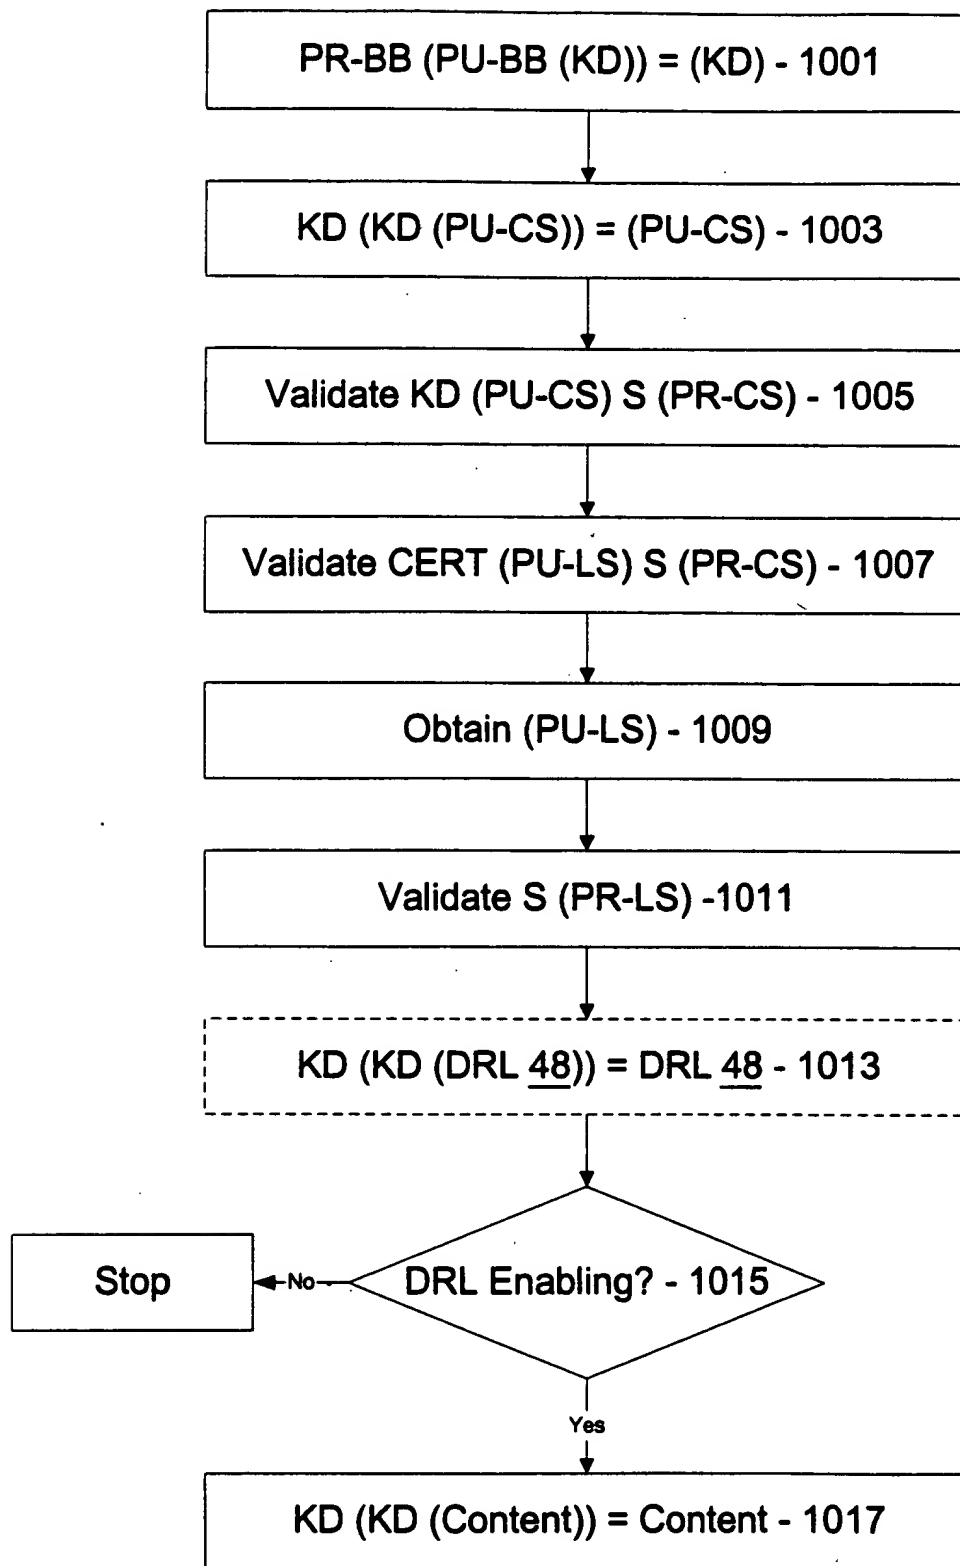 PR-BB (PU-BB (KD)) = (KD) - 1001
KD (KD (PU-CS)) = (PU-CS) - 1003
Validate KD (PU-CS) S (PR-CS) - 1005
Validate CERT (PU-LS) S (PR-CS) - 1007
Obtain (PU-LS) - 1009
Validate S (PR-LS) -1011
KD (KD (DRL 48)) = DRL 48 - 1013
DRL Enabling? - 1015
No
Stop
Yes
KD (KD (Content)) = Content - 1017